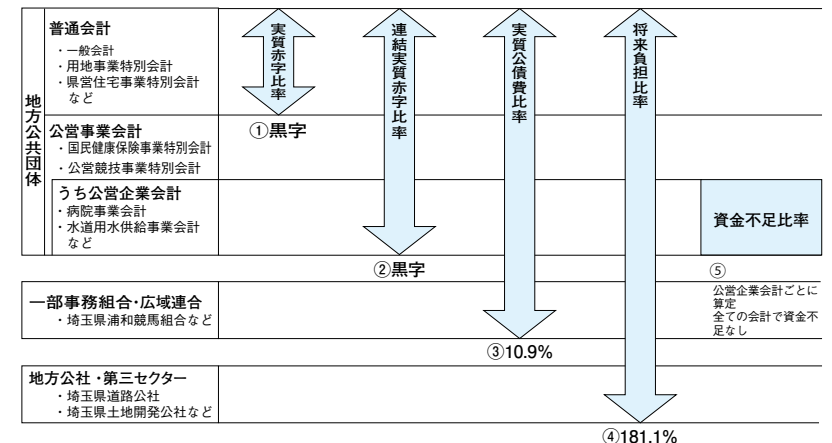 地方公共団体
普通会計
・一般会計
・用地事業特別会計
・県営住宅事業特別会計
など
公営事業会計
・国民健康保険事業特別会計
・公営競技事業特別会計
うち公営企業会計
・病院事業会計
・水道用水供給事業会計
など
実質赤字比率
①黒字
連結実質赤字比率
②黒字
実質公債費比率
将来負担比率
資金不足比率
⑤
公営企業会計ごとに
算定
全ての会計で資金不
足なし
一部事務組合・広域連合
・埼玉県浦和競馬組合など
③10.9%
地方公社・第三セクター
・埼玉県道路公社
・埼玉県土地開発公社など
④181.1%